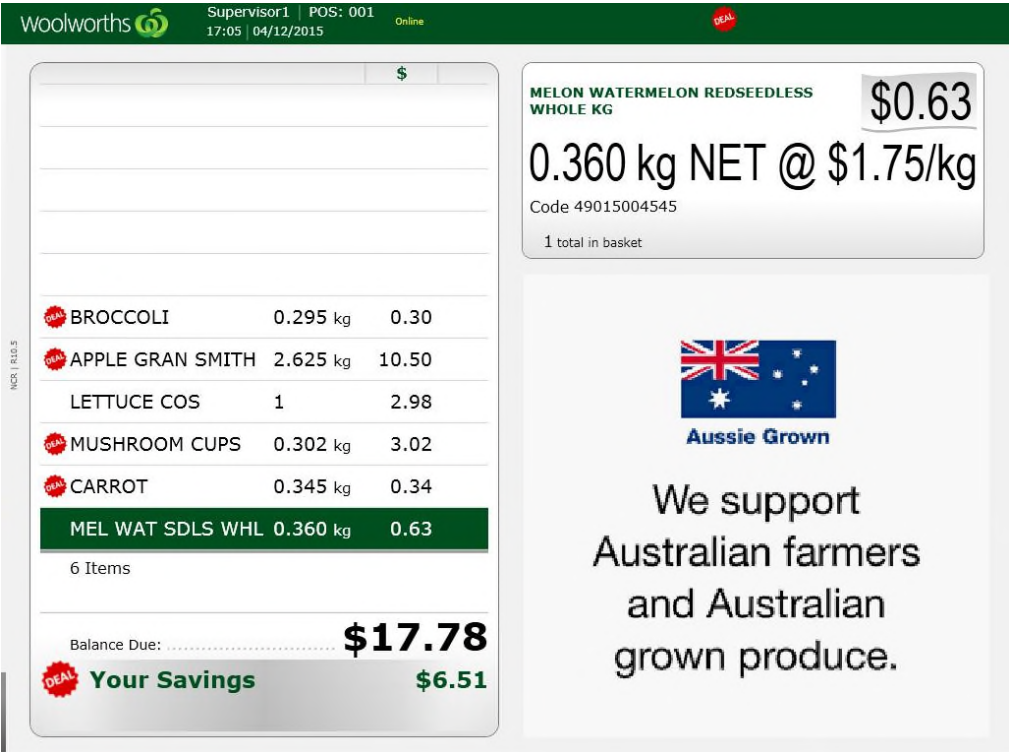 Woolworths
Supervisor1 | POS: 001
17:05 | 04/12/2015
Online
DEAL
$
DEAL BROCCOLI 0.295 kg 0.30
DEAL APPLE GRAN SMITH 2.625 kg 10.50
LETTUCE COS 1 2.98
DEAL MUSHROOM CUPS 0.302 kg 3.02
DEAL CARROT 0.345 kg 0.34
MEL WAT SDLS WHL 0.360 kg 0.63
6 Items
Balance Due: $17.78
DEAL Your Savings $6.51
NCR | R10.5
MELON WATERMELON REDSEEDLESS
WHOLE KG
$0.63
0.360 kg NET @ $1.75/kg
Code 49015004545
1 total in basket
Aussie Grown
We support
Australian farmers
and Australian
grown produce.